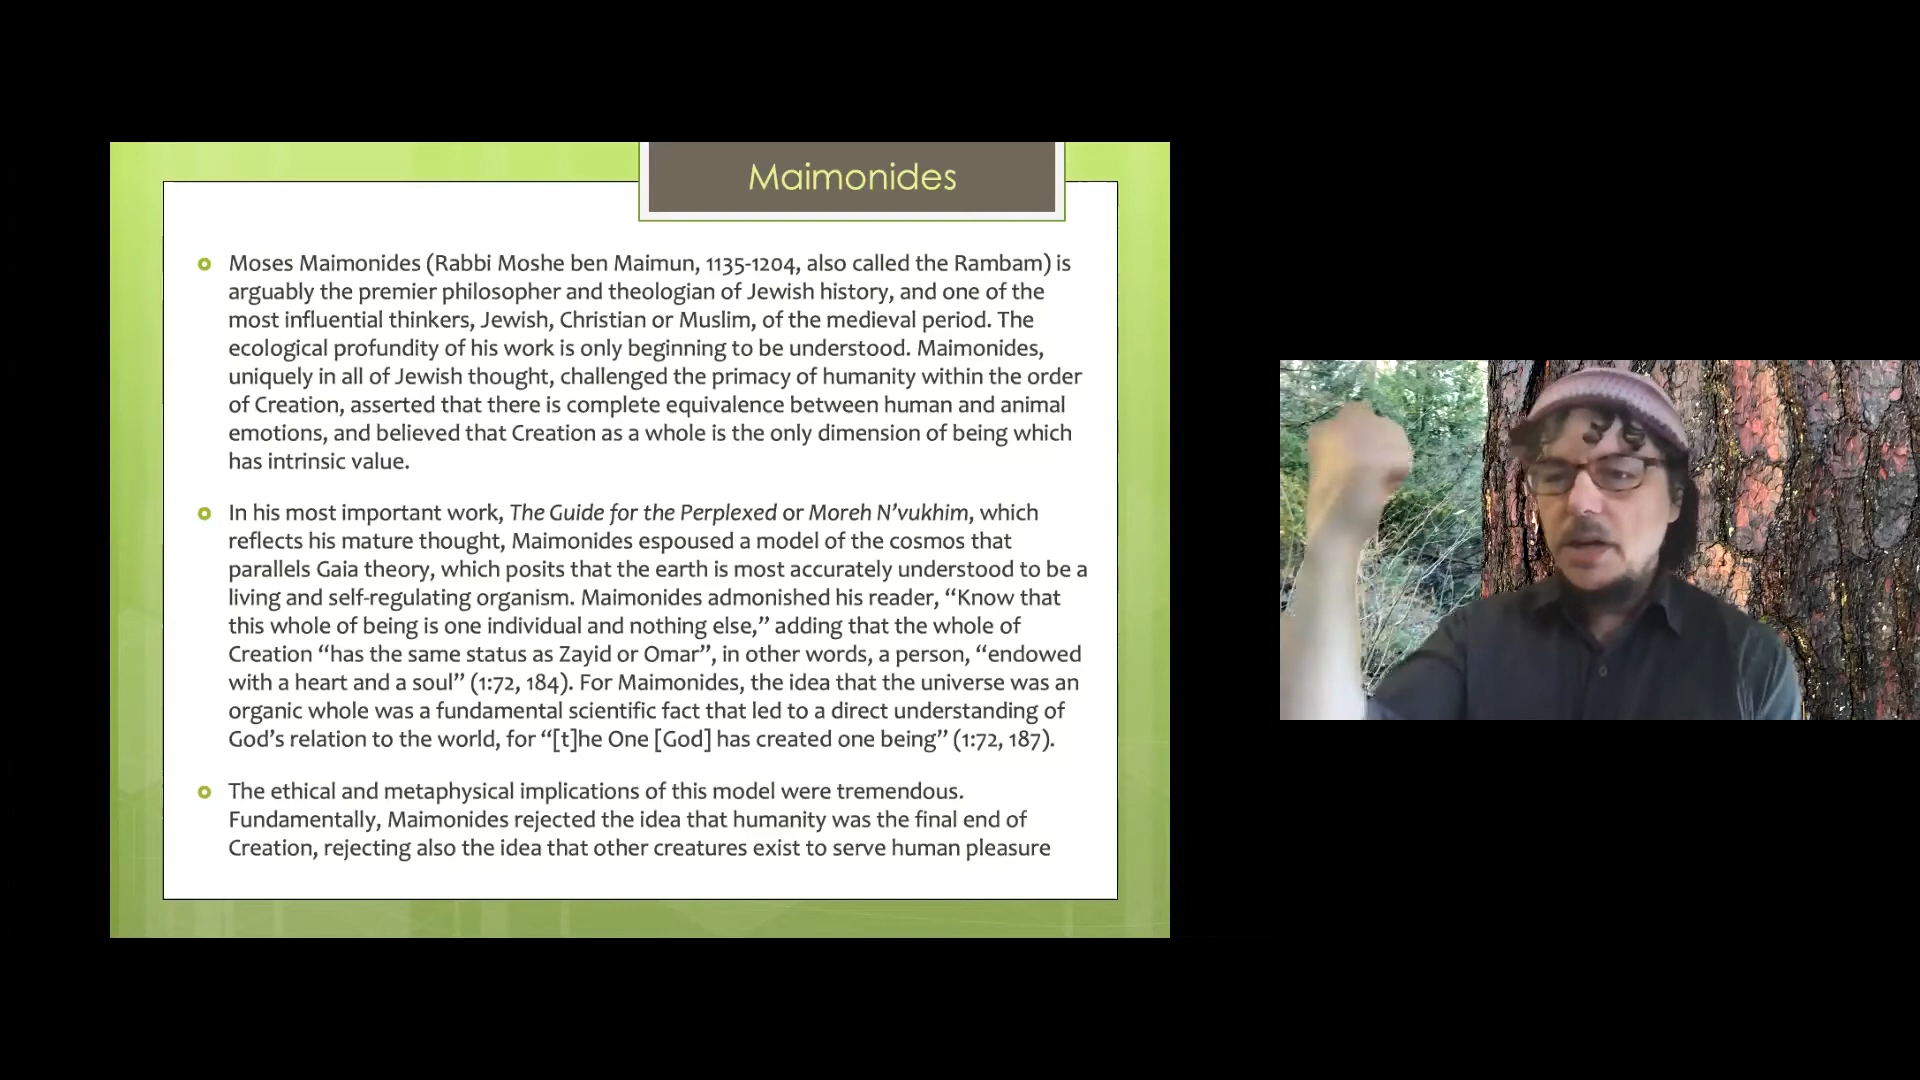 Maimonides
Moses Maimonides (Rabbi Moshe ben Maimun, 1135-1204, also called the Rambam) is
arguably the premier philosopher and theologian of Jewish history, and one of the
most influential thinkers, Jewish, Christian or Muslim, of the medieval period. The
ecological profundity of his work is only beginning to be understood. Maimonides,
uniquely in all of Jewish thought, challenged the primacy of humanity within the order
of Creation, asserted that there is complete equivalence between human and animal
emotions, and believed that Creation as a whole is the only dimension of being which
has intrinsic value.
In his most important work, The Guide for the Perplexed or Moreh N’vukhim, which
reflects his mature thought, Maimonides espoused a model of the cosmos that
parallels Gaia theory, which posits that the earth is most accurately understood to be a
living and self-regulating organism. Maimonides admonished his reader, “Know that
this whole of being is one individual and nothing else,” adding that the whole of
Creation “has the same status as Zayid or Omar”, in other words, a person, “endowed
with a heart and a soul” (1:72, 184). For Maimonides, the idea that the universe was an
organic whole was a fundamental scientific fact that led to a direct understanding of
God’s relation to the world, for “[t]he One [God] has created one being” (1:72, 187).
The ethical and metaphysical implications of this model were tremendous.
Fundamentally, Maimonides rejected the idea that humanity was the final end of
Creation, rejecting also the idea that other creatures exist to serve human pleasure